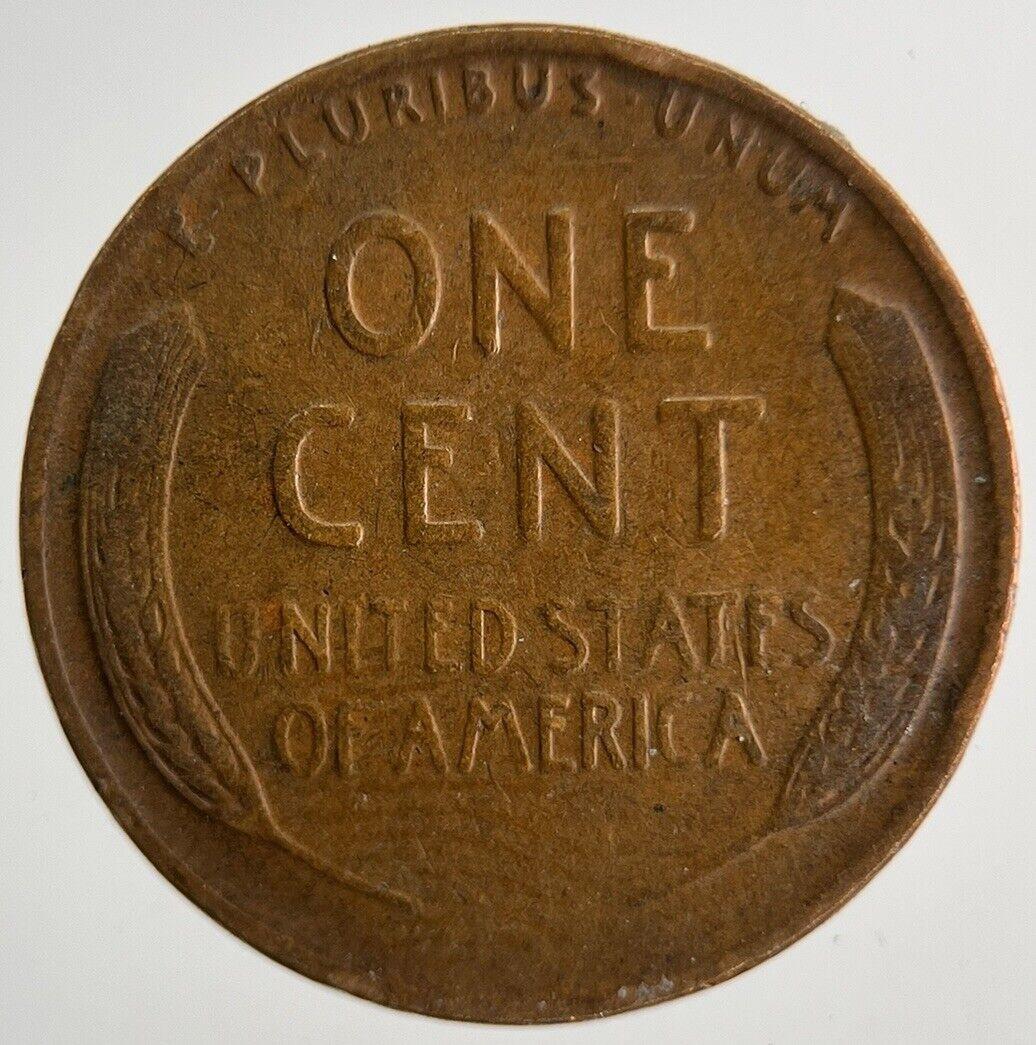 E · PLURIBUS · UNUM
ONE
CENT
UNITED STATES
OF AMERICA